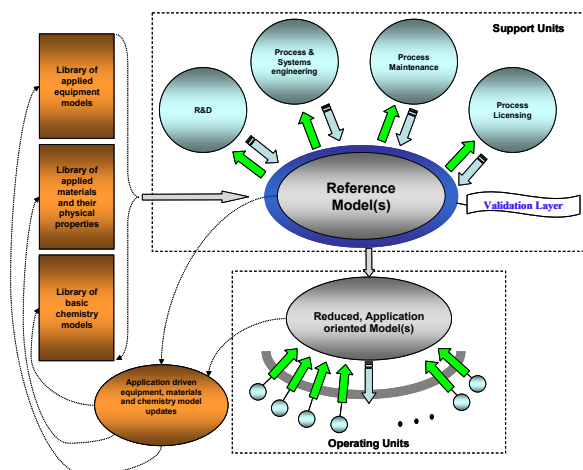 Support Units
Library of
applied
equipment
models
Library of
applied
materials
and their
physical
properties
Library of
basic
chemistry
models
R&D
Process &
Systems
engineering
Process
Maintenance
Process
Licensing
Reference
Model(s)
Validation Layer
Reduced, Application
oriented Model(s)
Application driven
equipment, materials
and chemistry model
updates
Operating Units